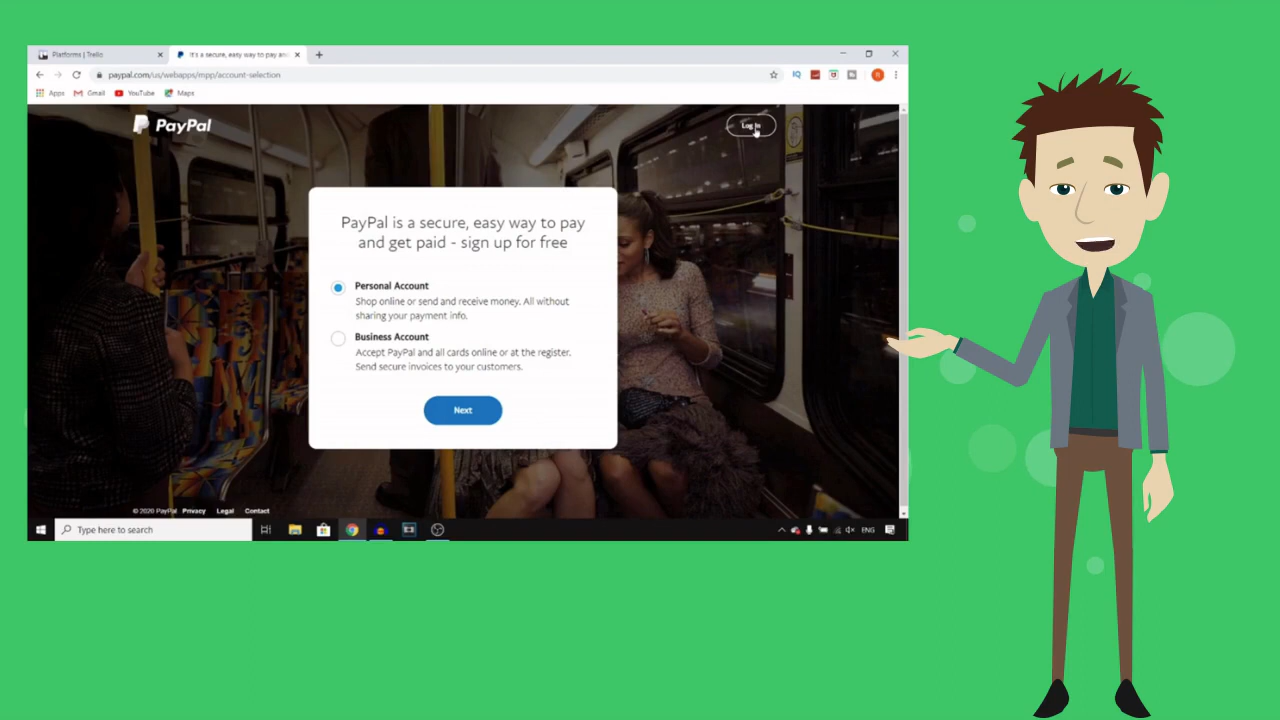 Platforms | Trello
It's a secure, easy way to pay and
paypal.com/us/webapps/mpp/account-selection
Apps Gmail YouTube Maps
PayPal
Log In
PayPal is a secure, easy way to pay
and get paid - sign up for free
Personal Account
Shop online or send and receive money. All without
sharing your payment info.
Business Account
Accept PayPal and all cards online or at the register.
Send secure invoices to your customers.
Next
© 2020 PayPal Privacy Legal Contact
Type here to search
ENG